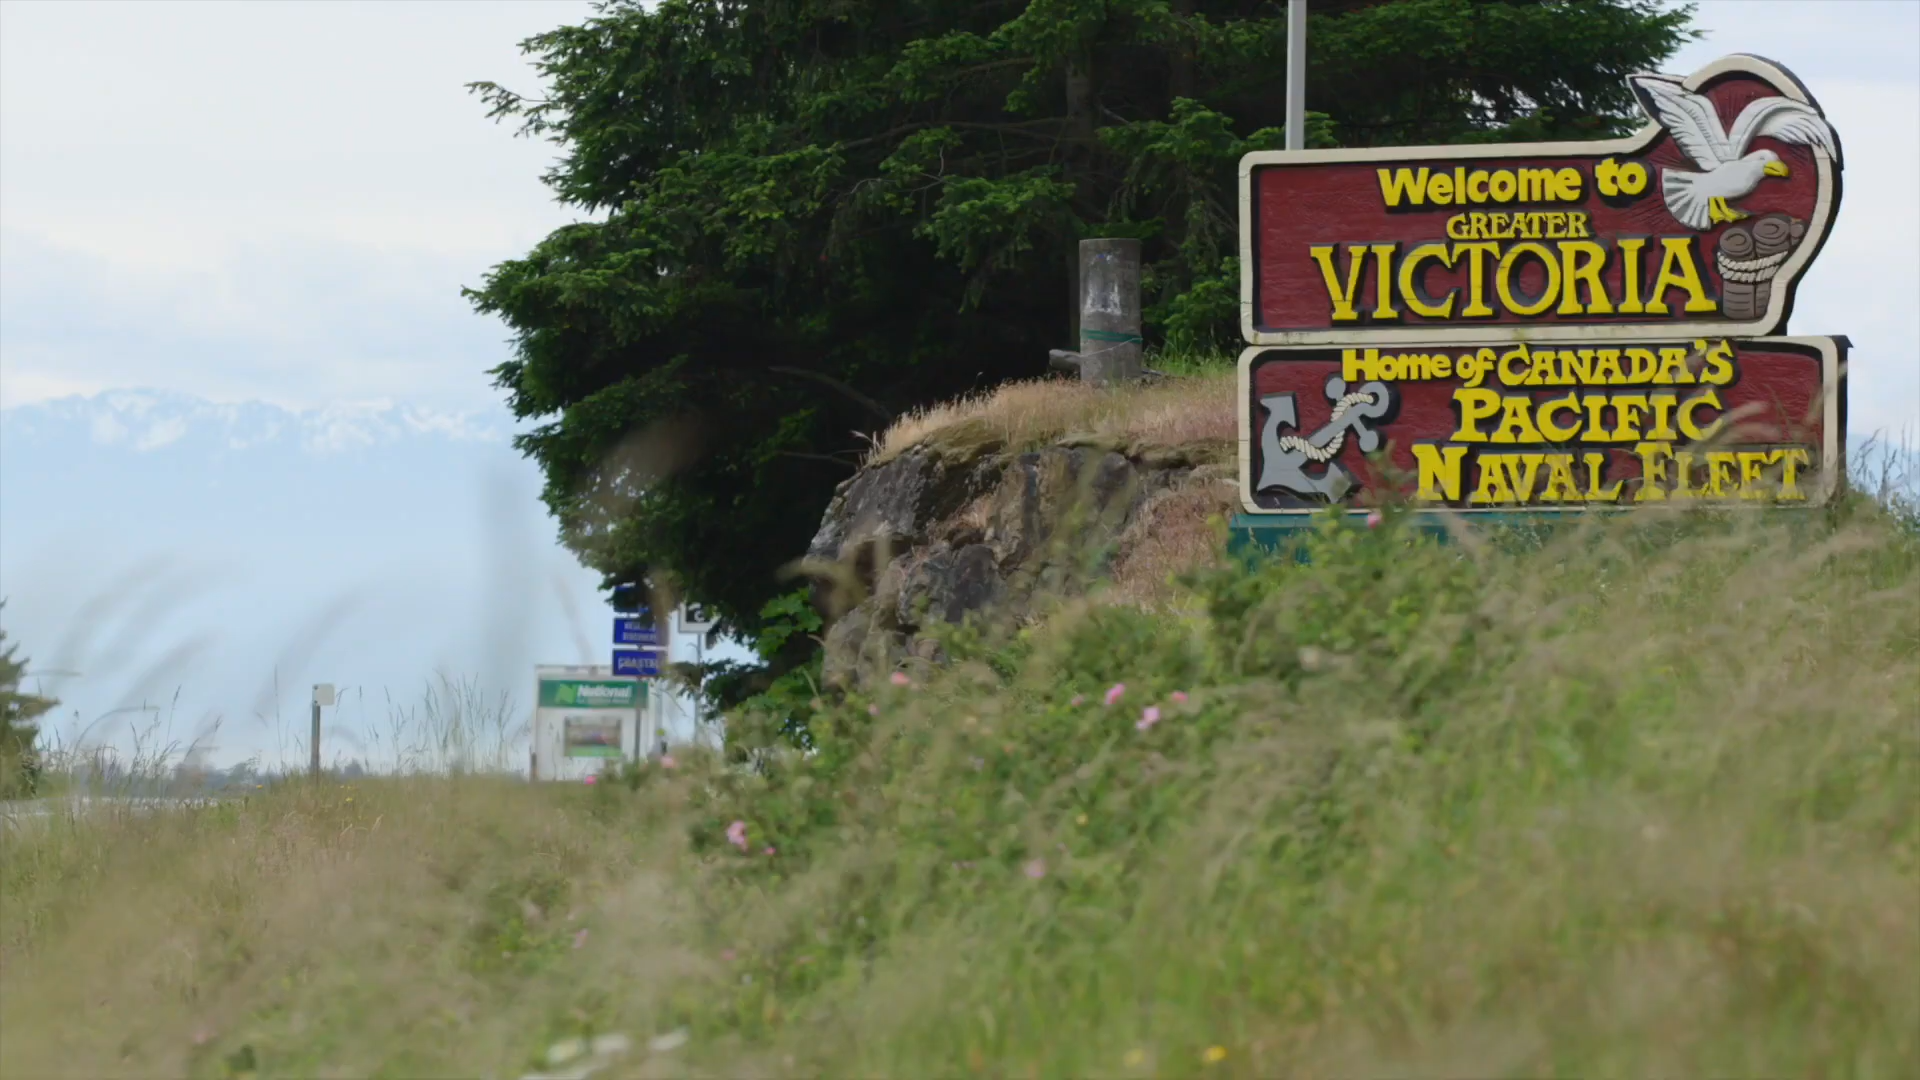 Welcome to
GREATER
VICTORIA
Home of CANADA'S
PACIFIC
NAVAL FLEET
National